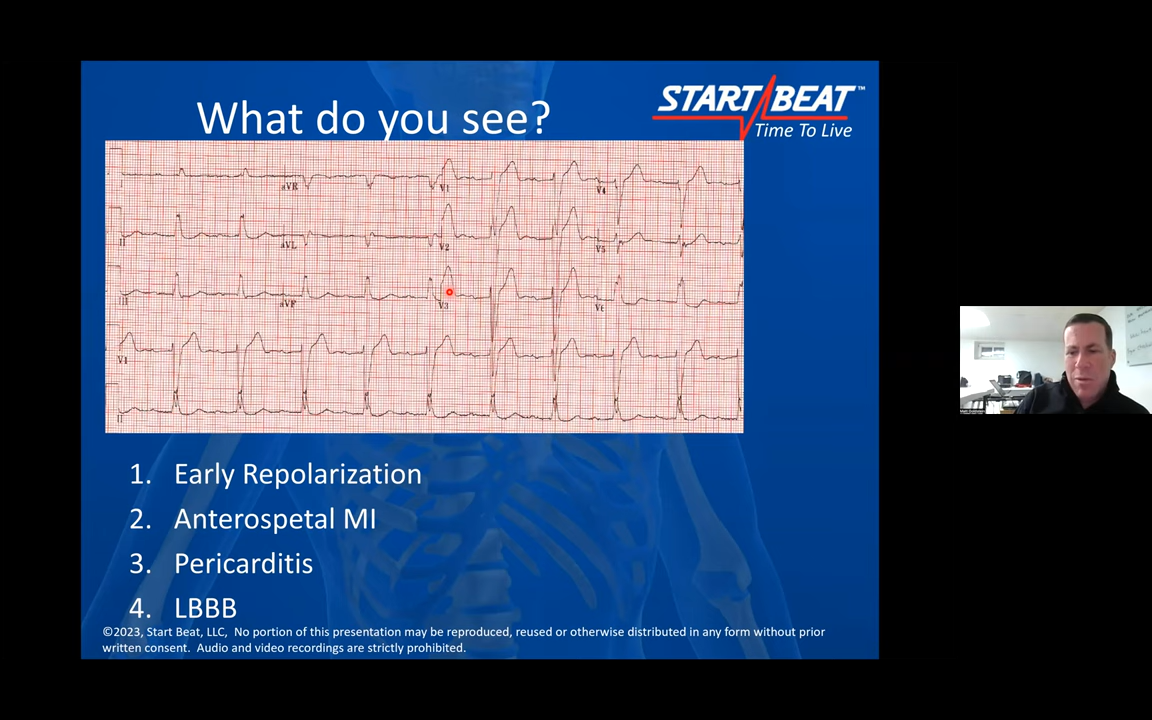 What do you see?
START BEAT™
Time To Live
I aVR V1 V4
II aVL V2 V5
III aVF V3 V6
V1
II
1. Early Repolarization
2. Anterospetal MI
3. Pericarditis
4. LBBB
©2023, Start Beat, LLC, No portion of this presentation may be reproduced, reused or otherwise distributed in any form without prior
written consent. Audio and video recordings are strictly prohibited.